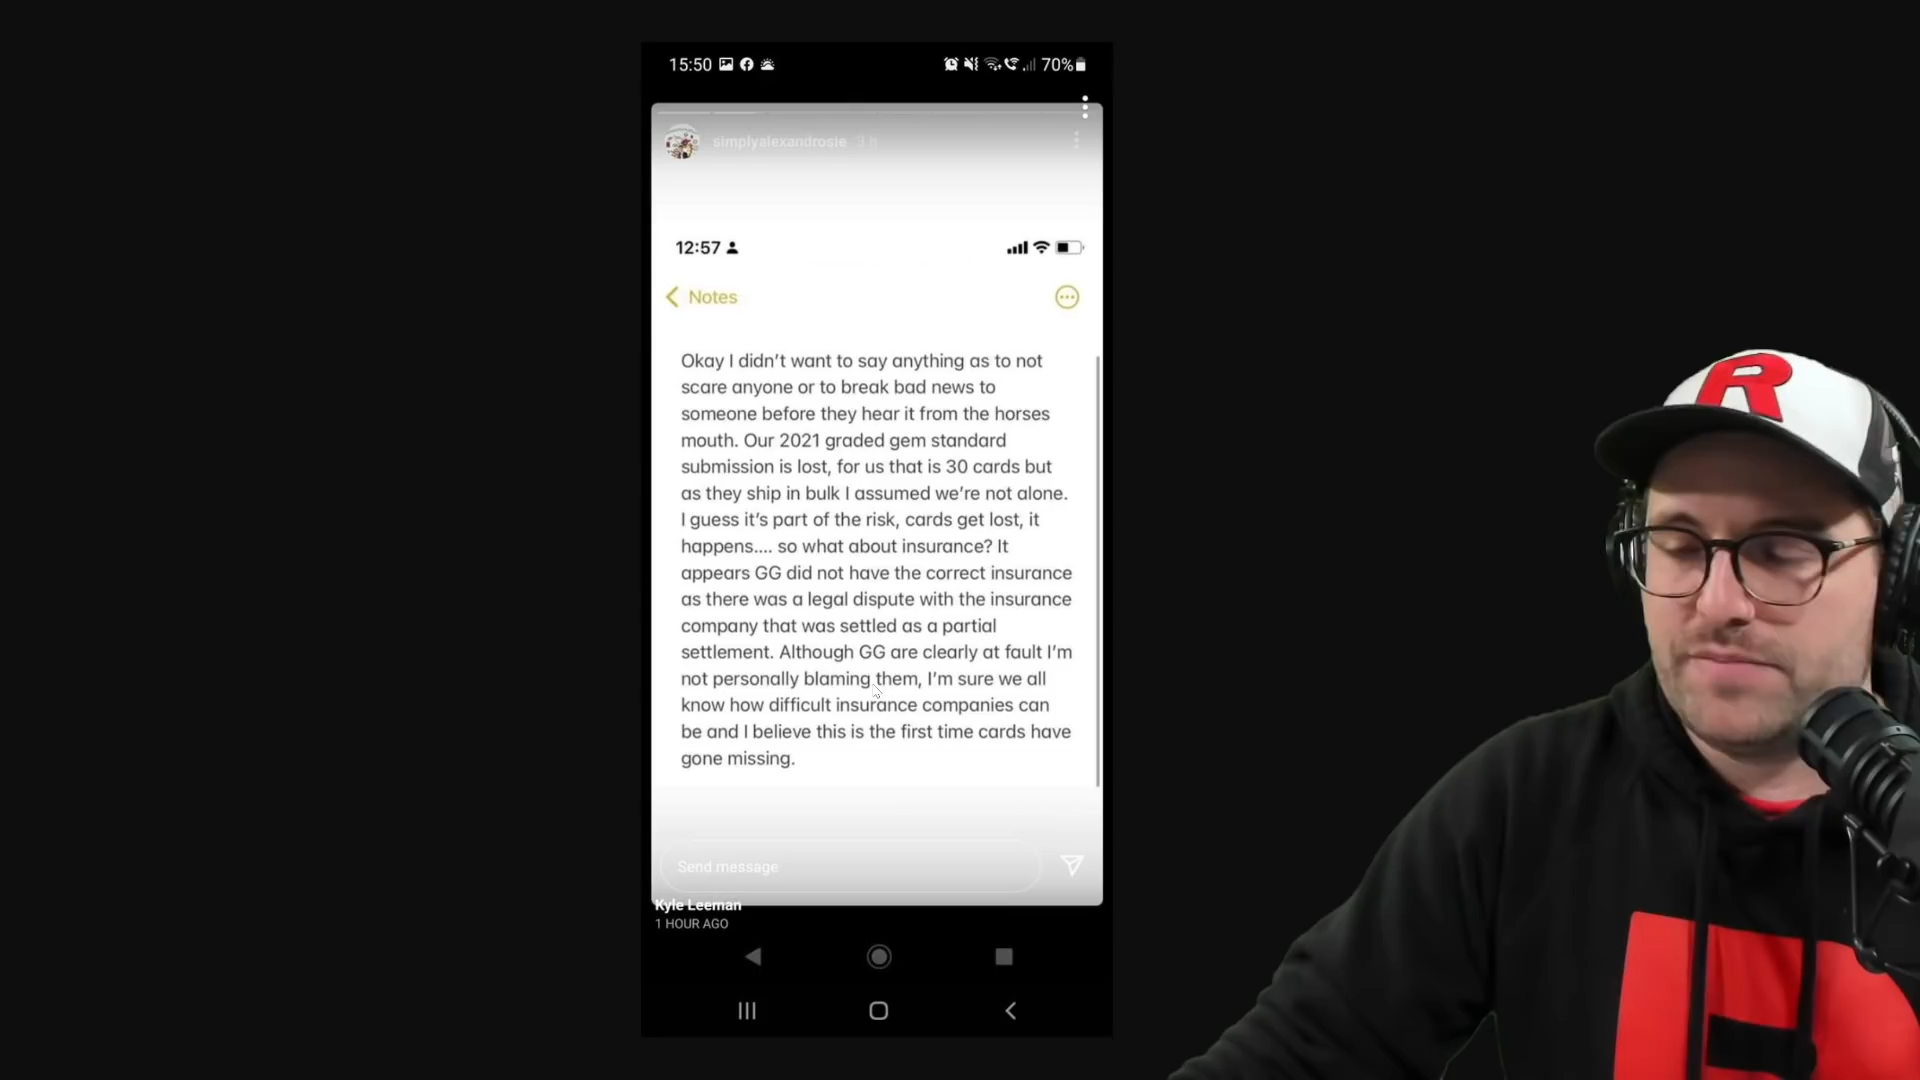 15:50
70%
simplyalexandrosie 3 h
12:57
Notes
Okay I didn't want to say anything as to not
scare anyone or to break bad news to
someone before they hear it from the horses
mouth. Our 2021 graded gem standard
submission is lost, for us that is 30 cards but
as they ship in bulk I assumed we're not alone.
I guess it's part of the risk, cards get lost, it
happens.... so what about insurance? It
appears GG did not have the correct insurance
as there was a legal dispute with the insurance
company that was settled as a partial
settlement. Although GG are clearly at fault I'm
not personally blaming them, I'm sure we all
know how difficult insurance companies can
be and I believe this is the first time cards have
gone missing.
Send message
Kyle Leeman
1 HOUR AGO
R